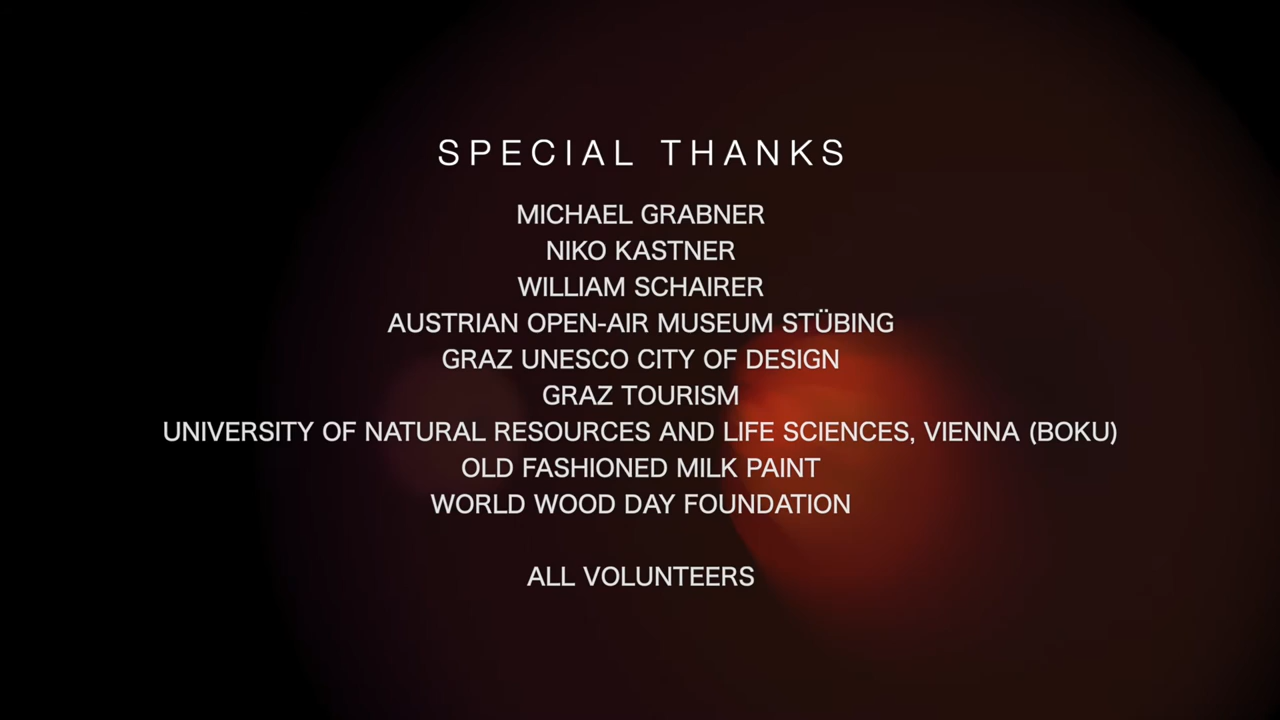 SPECIAL THANKS
MICHAEL GRABNER
NIKO KASTNER
WILLIAM SCHAIRER
AUSTRIAN OPEN-AIR MUSEUM STÜBING
GRAZ UNESCO CITY OF DESIGN
GRAZ TOURISM
UNIVERSITY OF NATURAL RESOURCES AND LIFE SCIENCES, VIENNA (BOKU)
OLD FASHIONED MILK PAINT
WORLD WOOD DAY FOUNDATION
ALL VOLUNTEERS